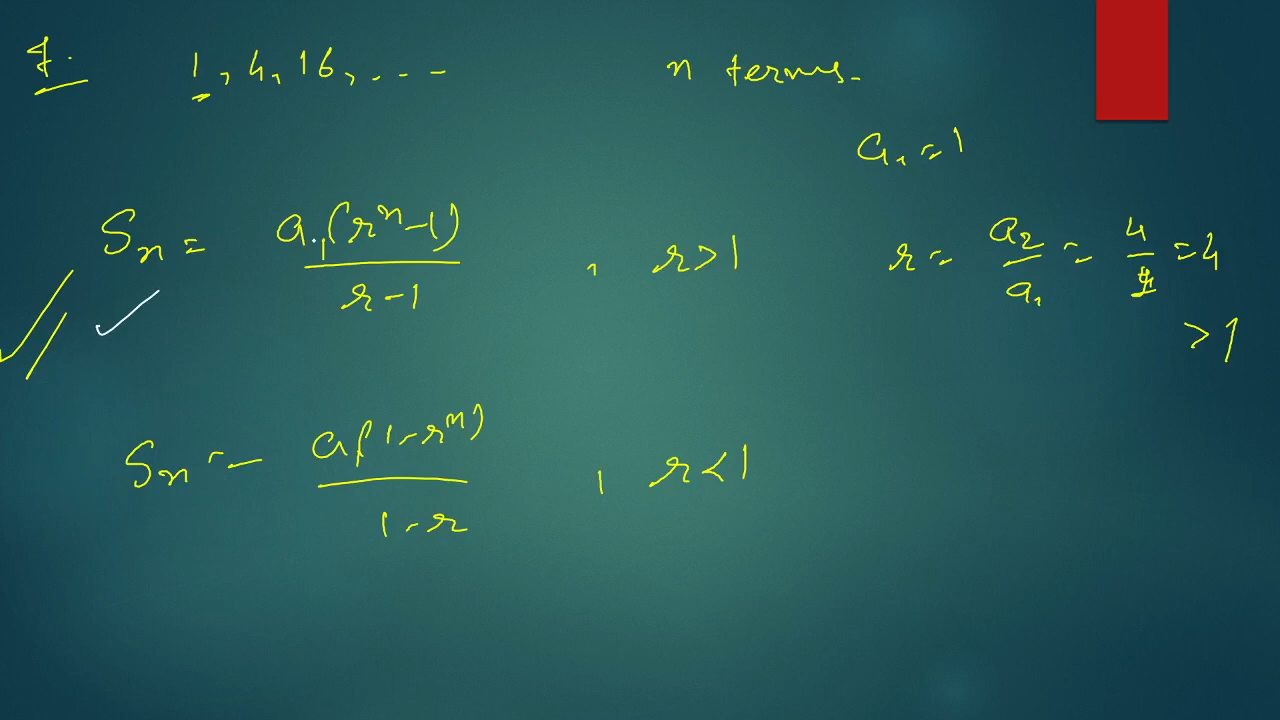 7. 1, 4, 16, ... n terms.
a₁ = 1
Sₙ = a₁(rⁿ-1) / r-1 , r>1 r = a₂/a₁ = 4/1 = 4
>1
Sₙ = a₁(1-rⁿ) / 1-r , r<1